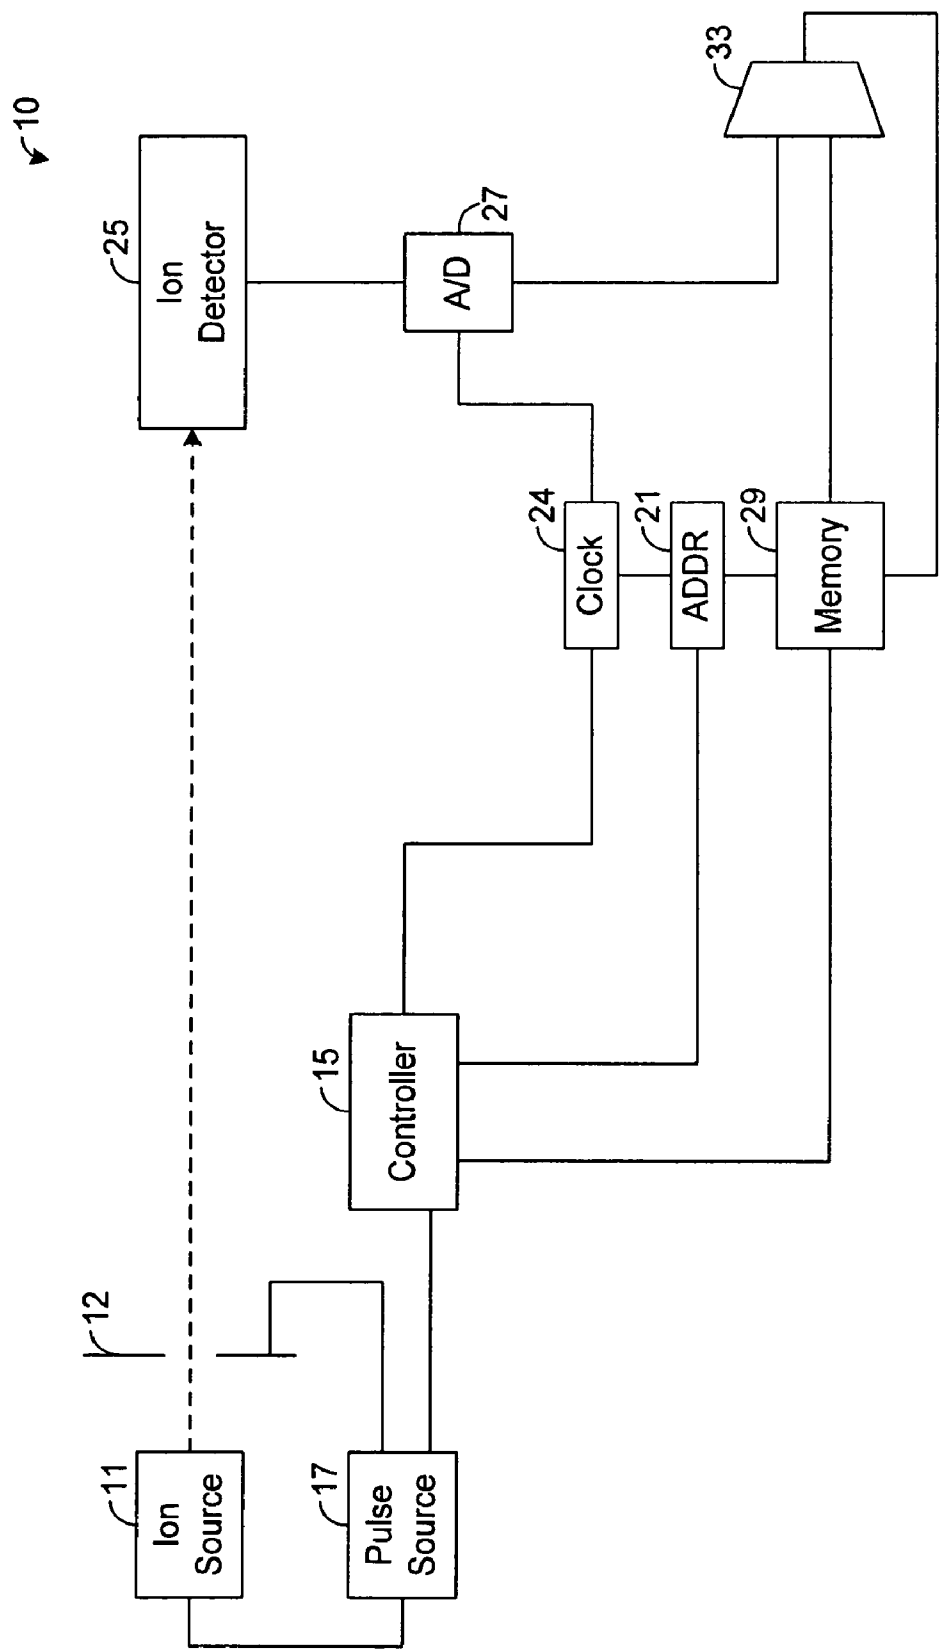 10
11
Ion
Source
12
25
Ion
Detector
17
Pulse
Source
15
Controller
27
A/D
24
Clock
21
ADDR
29
Memory
33